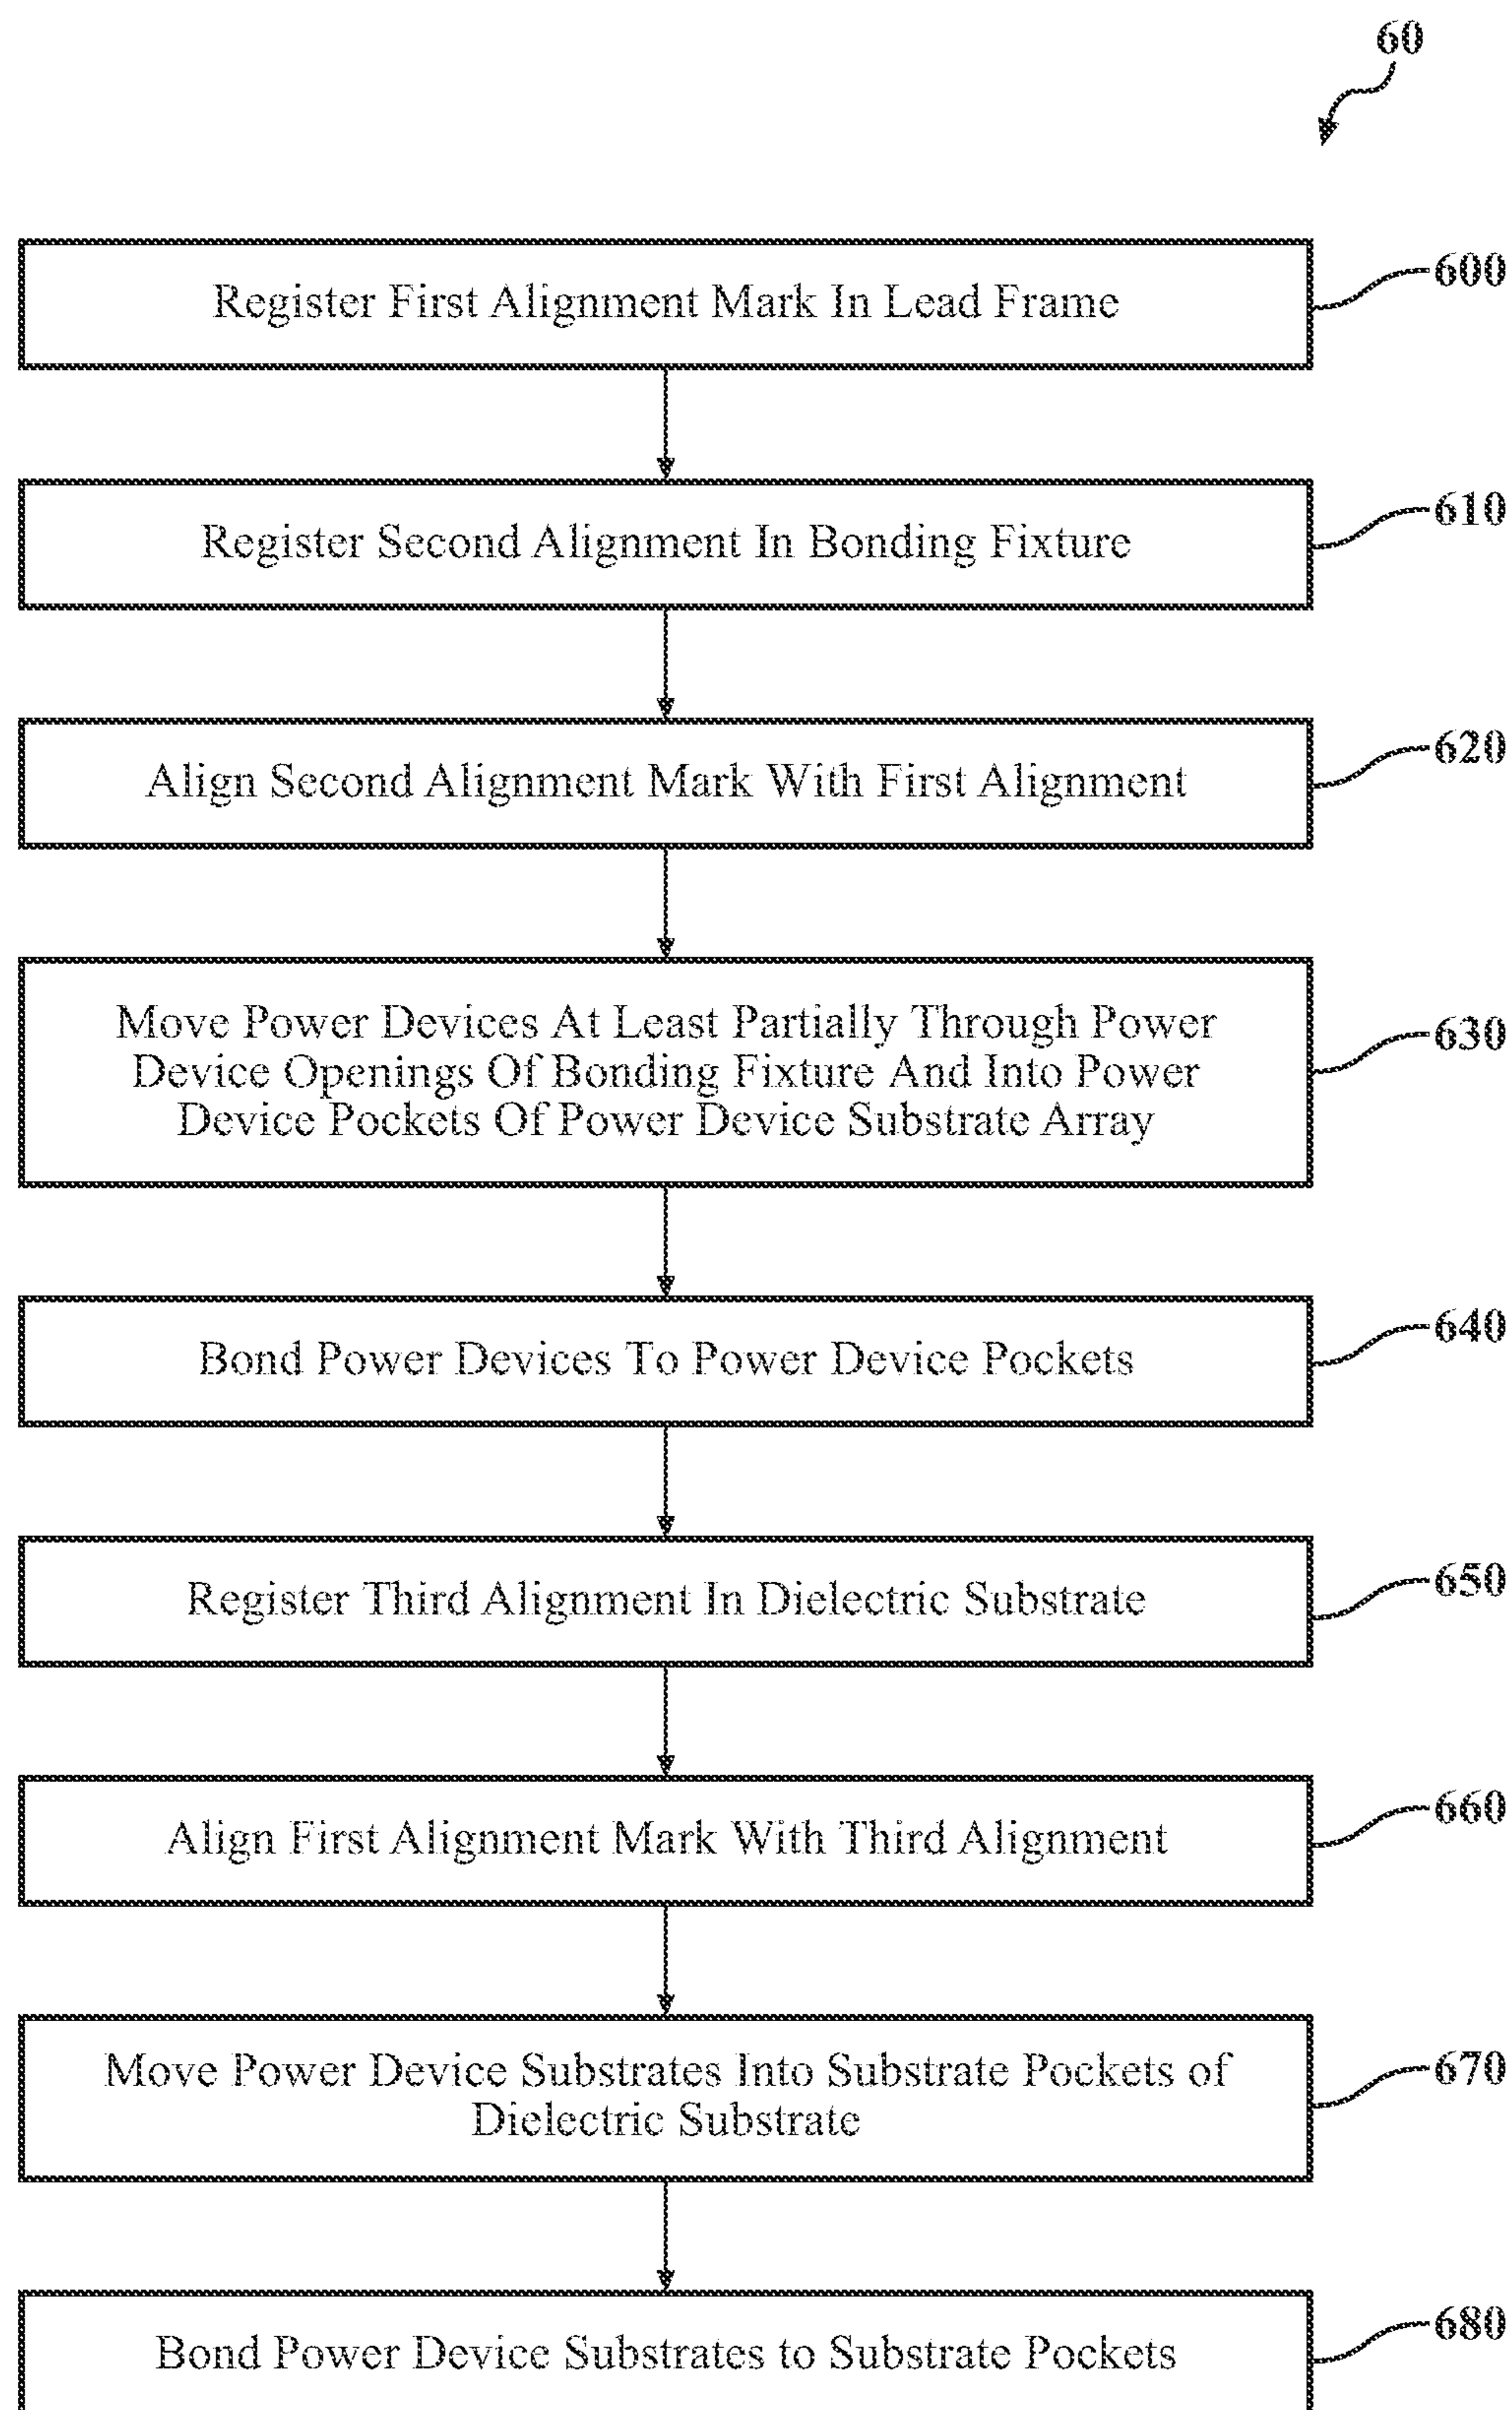 60
Register First Alignment Mark In Lead Frame
600
Register Second Alignment In Bonding Fixture
610
Align Second Alignment Mark With First Alignment
620
Move Power Devices At Least Partially Through Power
Device Openings Of Bonding Fixture And Into Power
Device Pockets Of Power Device Substrate Array
630
Bond Power Devices To Power Device Pockets
640
Register Third Alignment In Dielectric Substrate
650
Align First Alignment Mark With Third Alignment
660
Move Power Device Substrates Into Substrate Pockets of
Dielectric Substrate
670
Bond Power Device Substrates to Substrate Pockets
680